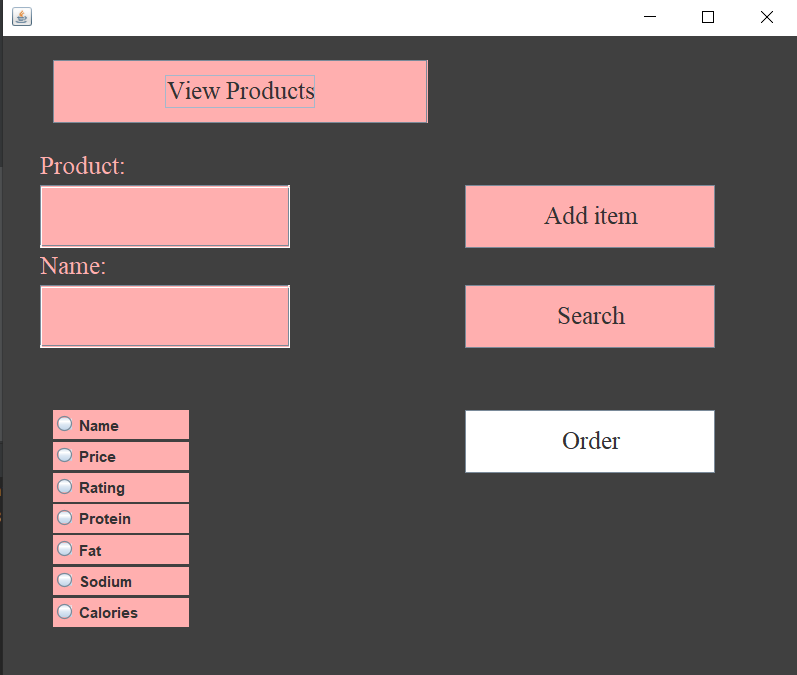 View Products
Product:
Add item
Name:
Search
Order
Name
Price
Rating
Protein
Fat
Sodium
Calories